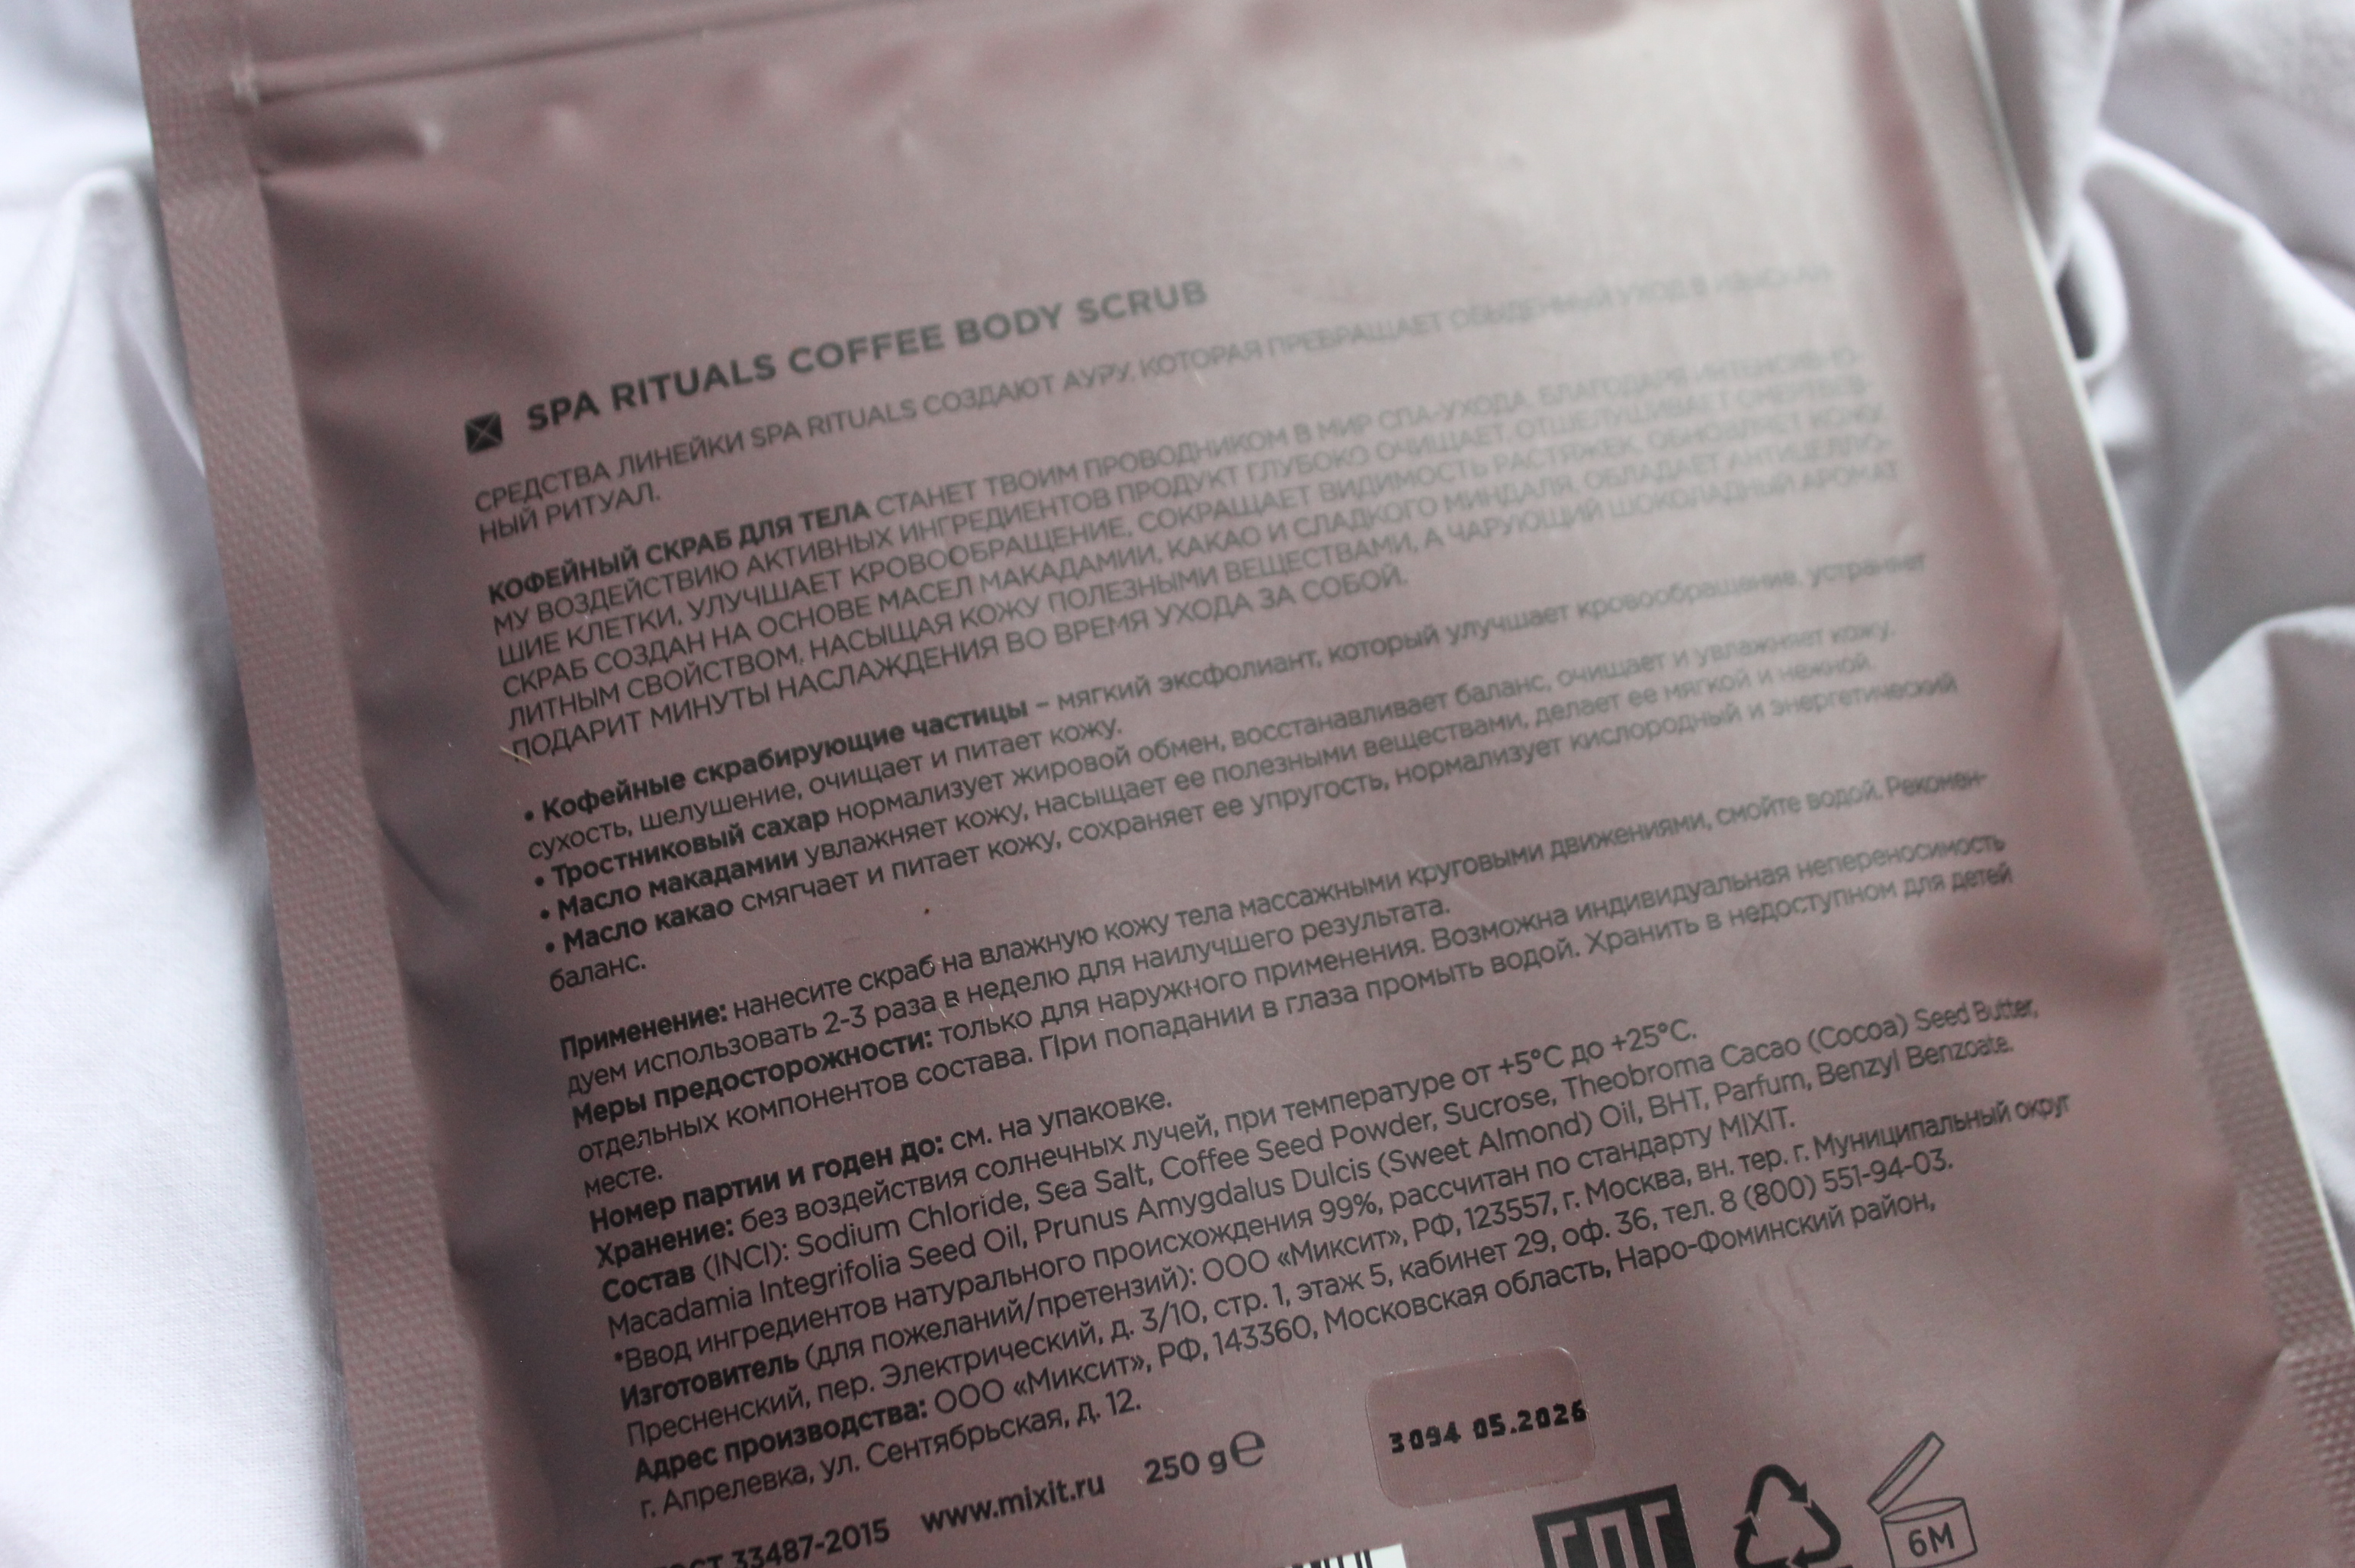 SPA RITUALS COFFEE BODY SCRUB
СРЕДСТВА ЛИНЕЙКИ SPA RITUALS СОЗДАЮТ АУРУ, КОТОРАЯ ПРЕВРАЩАЕТ ОБЫДЕННЫЙ УХОД В ИЗЫСКАН-
НЫЙ РИТУАЛ.
КОФЕЙНЫЙ СКРАБ ДЛЯ ТЕЛА СТАНЕТ ТВОИМ ПРОВОДНИКОМ В МИР СПА-УХОДА. БЛАГОДАРЯ ИНТЕНСИВНО-
МУ ВОЗДЕЙСТВИЮ АКТИВНЫХ ИНГРЕДИЕНТОВ ПРОДУКТ ГЛУБОКО ОЧИЩАЕТ, ОТШЕЛУШИВАЕТ ОМЕРТВЕВ-
ШИЕ КЛЕТКИ, УЛУЧШАЕТ КРОВООБРАЩЕНИЕ, СОКРАЩАЕТ ВИДИМОСТЬ РАСТЯЖЕК, ОБНОВЛЯЕТ КОЖУ.
СКРАБ СОЗДАН НА ОСНОВЕ МАСЕЛ МАКАДАМИИ, КАКАО И СЛАДКОГО МИНДАЛЯ, ОБЛАДАЕТ АНТИЦЕЛЛЮ-
ЛИТНЫМ СВОЙСТВОМ, НАСЫЩАЯ КОЖУ ПОЛЕЗНЫМИ ВЕЩЕСТВАМИ, А ЧАРУЮЩИЙ ШОКОЛАДНЫЙ АРОМАТ
ПОДАРИТ МИНУТЫ НАСЛАЖДЕНИЯ ВО ВРЕМЯ УХОДА ЗА СОБОЙ.
• Кофейные скрабирующие частицы – мягкий эксфолиант, который улучшает кровообращение, устраняет
сухость, шелушение, очищает и питает кожу.
• Тростниковый сахар нормализует жировой обмен, восстанавливает баланс, очищает и увлажняет кожу.
• Масло макадамии увлажняет кожу, насыщает ее полезными веществами, делает ее мягкой и нежной.
• Масло какао смягчает и питает кожу, сохраняет ее упругость, нормализует кислородный и энергетический
баланс.
Применение: нанесите скраб на влажную кожу тела массажными круговыми движениями, смойте водой. Рекомен-
дуем использовать 2-3 раза в неделю для наилучшего результата.
Меры предосторожности: только для наружного применения. Возможна индивидуальная непереносимость
отдельных компонентов состава. При попадании в глаза промыть водой. Хранить в недоступном для детей
месте.
Номер партии и годен до: см. на упаковке.
Хранение: без воздействия солнечных лучей, при температуре от +5°C до +25°C.
Состав (INCI): Sodium Chloride, Sea Salt, Coffee Seed Powder, Sucrose, Theobroma Cacao (Cocoa) Seed Butter,
Macadamia Integrifolia Seed Oil, Prunus Amygdalus Dulcis (Sweet Almond) Oil, BHT, Parfum, Benzyl Benzoate.
*Ввод ингредиентов натурального происхождения 99%, рассчитан по стандарту MIXIT.
Изготовитель (для пожеланий/претензий): ООО «Миксит», РФ, 123557, г. Москва, вн. тер. г. Муниципальный округ
Пресненский, пер. Электрический, д. 3/10, стр. 1, этаж 5, кабинет 29, оф. 36, тел. 8 (800) 551-94-03.
Адрес производства: ООО «Миксит», РФ, 143360, Московская область, Наро-Фоминский район,
г. Апрелевка, ул. Сентябрьская, д. 12.
3094 05.2026
ГОСТ 33487-2015 www.mixit.ru 250 g℮
6M